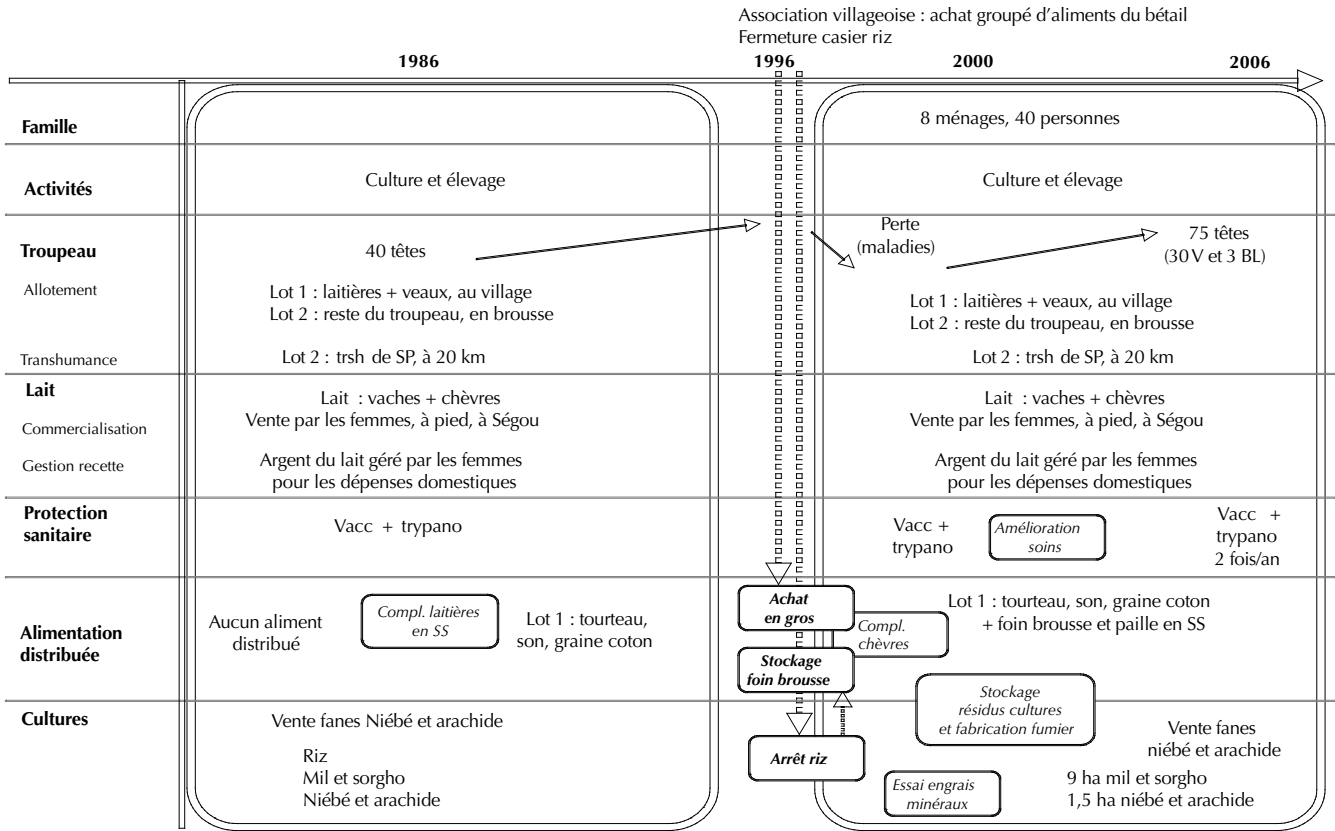 Association villageoise : achat groupé d’aliments du bétail
Fermeture casier riz
1986
1996
2000
2006
Famille
8 ménages, 40 personnes
Activités
Culture et élevage
Culture et élevage
Troupeau
40 têtes
Perte
(maladies)
75 têtes
(30 V et 3 BL)
Allotement
Lot 1 : laitières + veaux, au village
Lot 2 : reste du troupeau, en brousse
Lot 1 : laitières + veaux, au village
Lot 2 : reste du troupeau, en brousse
Transhumance
Lot 2 : trsh de SP, à 20 km
Lot 2 : trsh de SP, à 20 km
Lait
Lait : vaches + chèvres
Lait : vaches + chèvres
Commercialisation
Vente par les femmes, à pied, à Ségou
Vente par les femmes, à pied, à Ségou
Gestion recette
Argent du lait géré par les femmes
pour les dépenses domestiques
Argent du lait géré par les femmes
pour les dépenses domestiques
Protection
sanitaire
Vacc + trypano
Vacc +
trypano
Amélioration
soins
Vacc +
trypano
2 fois/an
Alimentation
distribuée
Aucun aliment
distribué
Compl. laitières
en SS
Lot 1 : tourteau,
son, graine coton
Achat
en gros
Compl.
chèvres
Lot 1 : tourteau, son, graine coton
+ foin brousse et paille en SS
Stockage
foin brousse
Stockage
résidus cultures
et fabrication fumier
Cultures
Vente fanes Niébé et arachide
Riz
Mil et sorgho
Niébé et arachide
Arrêt riz
Essai engrais
minéraux
Vente fanes
niébé et arachide
9 ha mil et sorgho
1,5 ha niébé et arachide